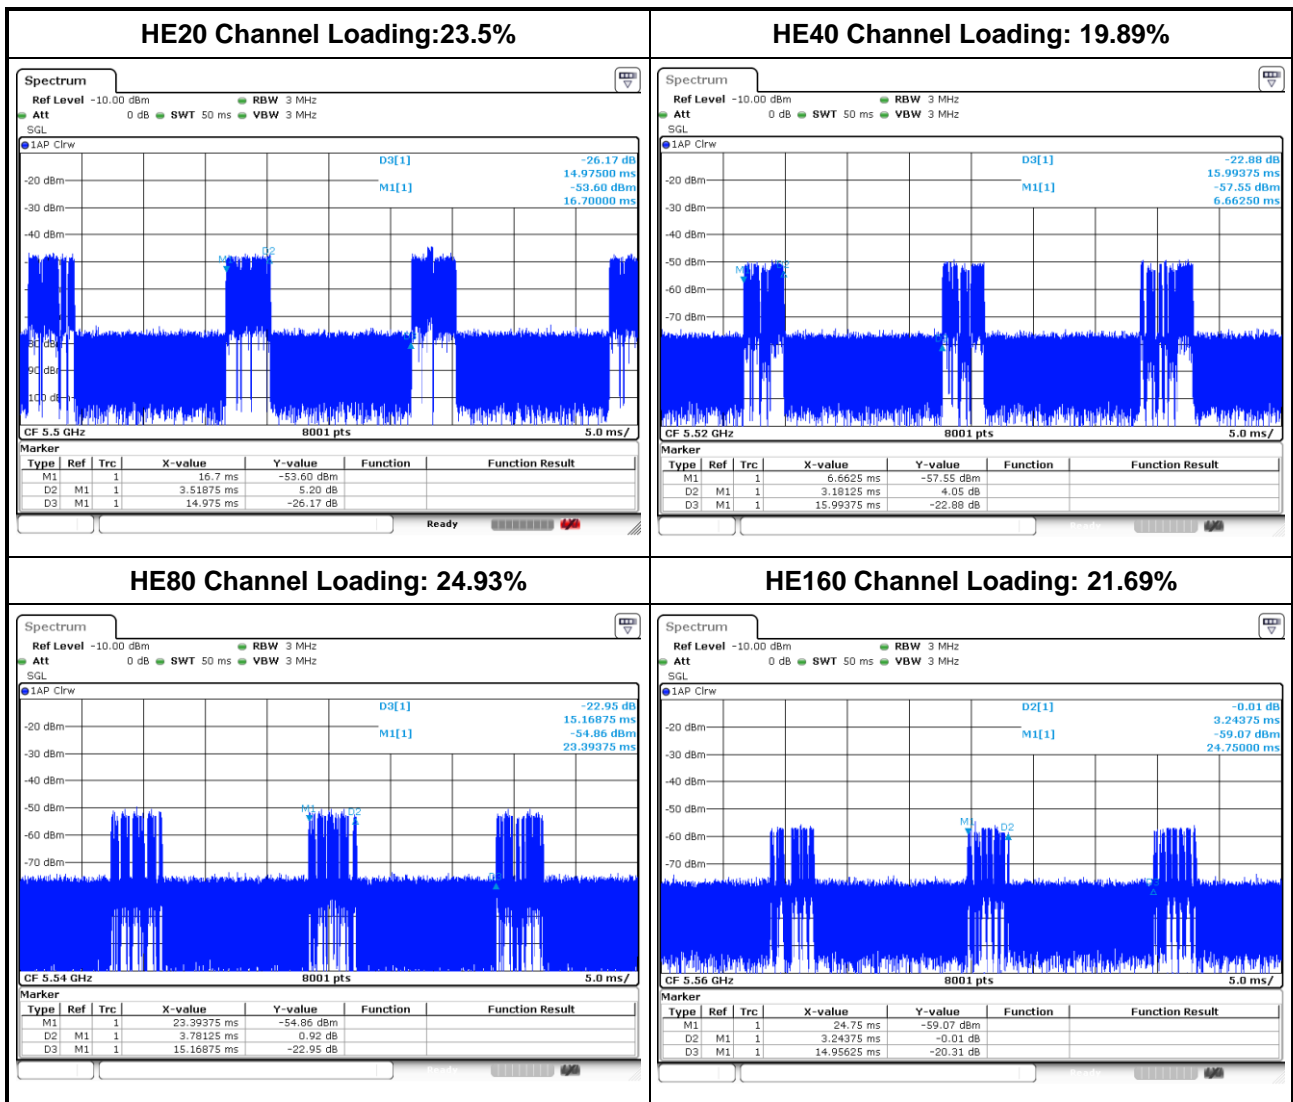 HE20 Channel Loading:23.5%
Spectrum
Ref Level -10.00 dBm RBW 3 MHz
Att 0 dB SWT 50 ms VBW 3 MHz
SGL
1AP Clrw
D3[1] -26.17 dB
14.97500 ms
M1[1] -53.60 dBm
16.70000 ms
-20 dBm
-30 dBm
-40 dBm
D2
CF 5.5 GHz 8001 pts 5.0 ms/
Marker
Type Ref Trc X-value Y-value Function Function Result
M1 1 16.7 ms -53.60 dBm
D2 M1 1 3.51875 ms 5.20 dB
D3 M1 1 14.975 ms -26.17 dB
Ready
HE40 Channel Loading: 19.89%
Spectrum
Ref Level -10.00 dBm RBW 3 MHz
Att 0 dB SWT 50 ms VBW 3 MHz
SGL
1AP Clrw
D3[1] -22.88 dB
15.99375 ms
M1[1] -57.55 dBm
6.66250 ms
-20 dBm
-30 dBm
-40 dBm
-50 dBm
-60 dBm
-70 dBm
CF 5.52 GHz 8001 pts 5.0 ms/
Marker
Type Ref Trc X-value Y-value Function Function Result
M1 1 6.6625 ms -57.55 dBm
D2 M1 1 3.18125 ms 4.05 dB
D3 M1 1 15.99375 ms -22.88 dB
HE80 Channel Loading: 24.93%
Spectrum
Ref Level -10.00 dBm RBW 3 MHz
Att 0 dB SWT 50 ms VBW 3 MHz
SGL
1AP Clrw
D3[1] -22.95 dB
15.16875 ms
M1[1] -54.86 dBm
23.39375 ms
-20 dBm
-30 dBm
-40 dBm
-50 dBm
-60 dBm
-70 dBm
M1 D2
CF 5.54 GHz 8001 pts 5.0 ms/
Marker
Type Ref Trc X-value Y-value Function Function Result
M1 1 23.39375 ms -54.86 dBm
D2 M1 1 3.78125 ms 0.92 dB
D3 M1 1 15.16875 ms -22.95 dB
HE160 Channel Loading: 21.69%
Spectrum
Ref Level -10.00 dBm RBW 3 MHz
Att 0 dB SWT 50 ms VBW 3 MHz
SGL
1AP Clrw
D2[1] -0.01 dB
3.24375 ms
M1[1] -59.07 dBm
24.75000 ms
-20 dBm
-30 dBm
-40 dBm
-50 dBm
-60 dBm
-70 dBm
M1 D2
CF 5.56 GHz 8001 pts 5.0 ms/
Marker
Type Ref Trc X-value Y-value Function Function Result
M1 1 24.75 ms -59.07 dBm
D2 M1 1 3.24375 ms -0.01 dB
D3 M1 1 14.95625 ms -20.31 dB